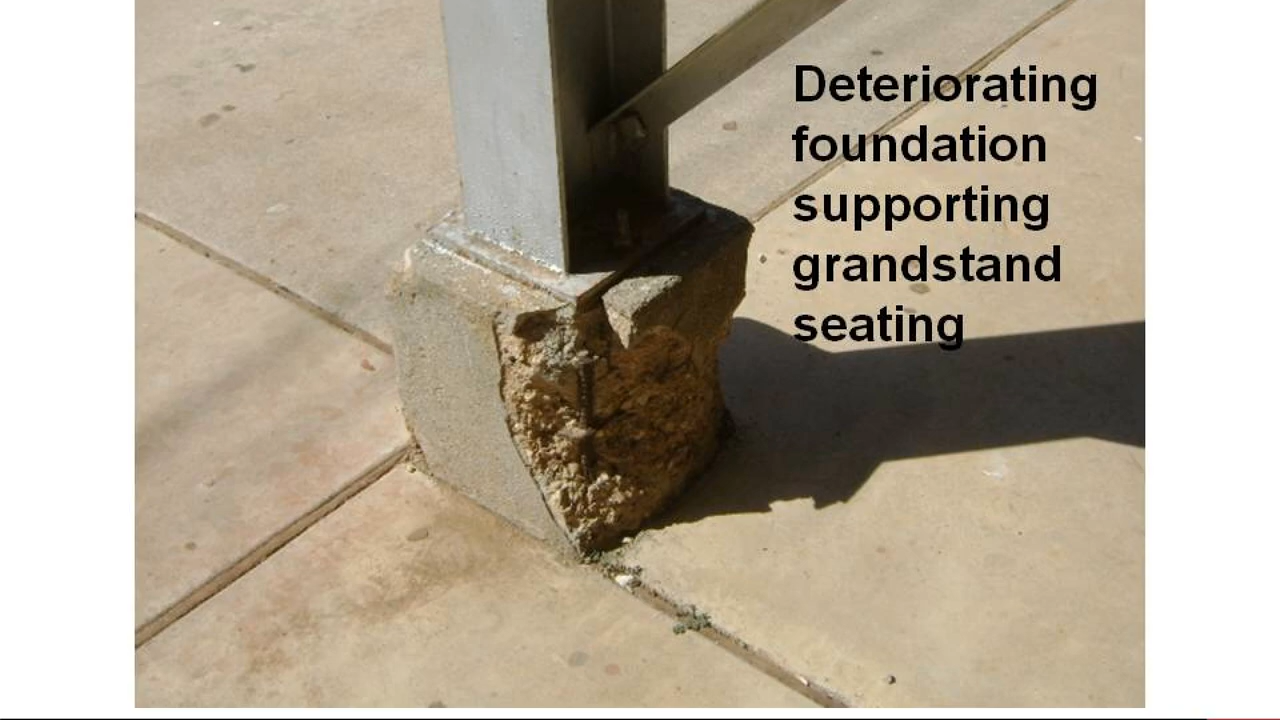 Deteriorating
foundation
supporting
grandstand
seating